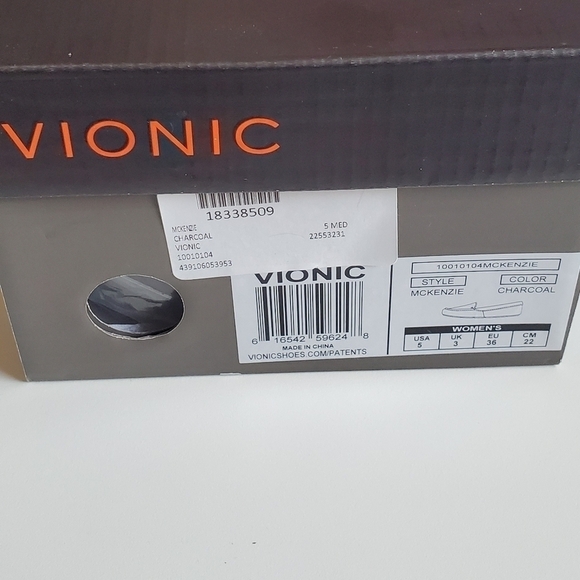 VIONIC
18338509
MCKENZIE 5 MED
CHARCOAL 22553231
VIONIC
10010104
439106053953
VIONIC
6 16542 59624 8
MADE IN CHINA
VIONICSHOES.COM/PATENTS
10010104MCKENZIE
STYLE COLOR
MCKENZIE CHARCOAL
WOMEN'S
USA UK EU CM
5 3 36 22